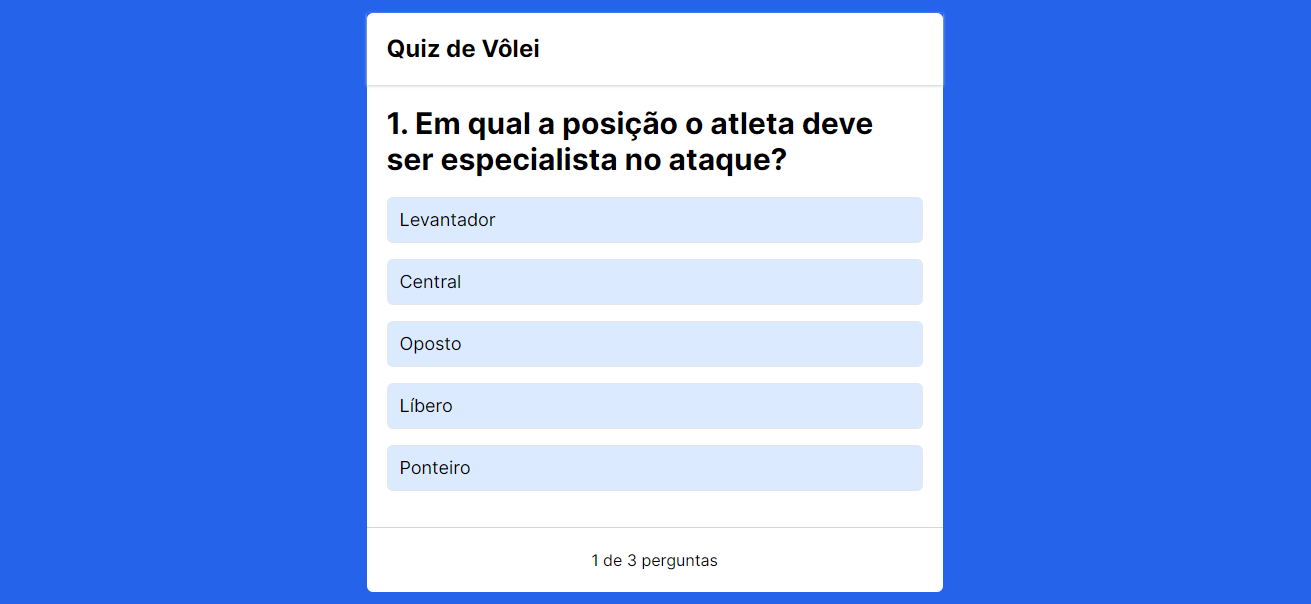 Quiz de Vôlei
1. Em qual a posição o atleta deve
ser especialista no ataque?
Levantador
Central
Oposto
Líbero
Ponteiro
1 de 3 perguntas